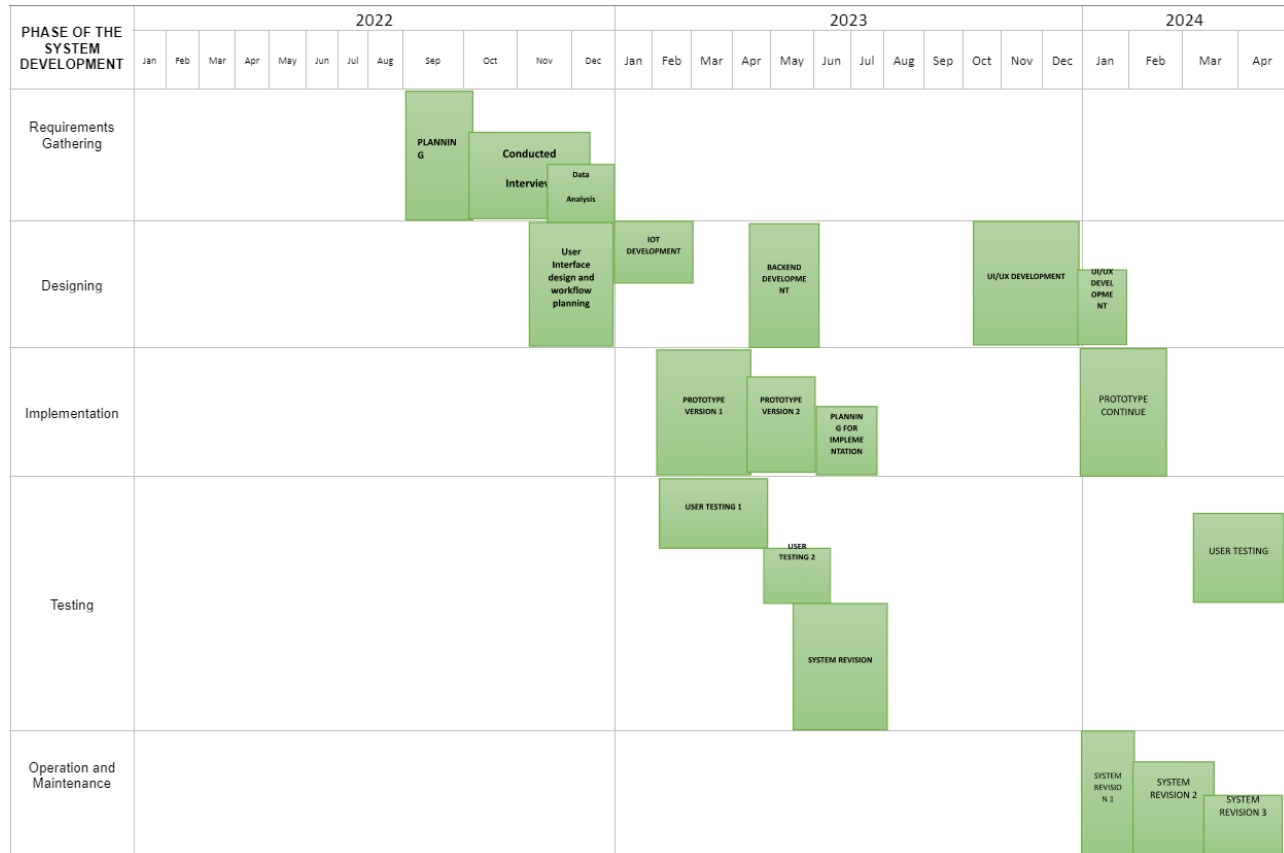 PHASE OF THE
SYSTEM
DEVELOPMENT
2022
2023
2024
Jan Feb Mar Apr May Jun Jul Aug Sep Oct Nov Dec Jan Feb Mar Apr May Jun Jul Aug Sep Oct Nov Dec Jan Feb Mar Apr
Requirements
Gathering
PLANNIN
G
Conducted
Interview
Data
Analysis
Designing
User
Interface
design and
workflow
planning
IOT
DEVELOPMENT
BACKEND
DEVELOPME
NT
UI/UX DEVELOPMENT
UI/UX
DEVEL
OPME
NT
Implementation
PROTOTYPE
VERSION 1
PROTOTYPE
VERSION 2
PLANNIN
G FOR
IMPLEME
NTATION
PROTOTYPE
CONTINUE
Testing
USER TESTING 1
USER
TESTING 2
SYSTEM REVISION
USER TESTING
Operation and
Maintenance
SYSTEM
REVISIO
N 1
SYSTEM
REVISION 2
SYSTEM
REVISION 3